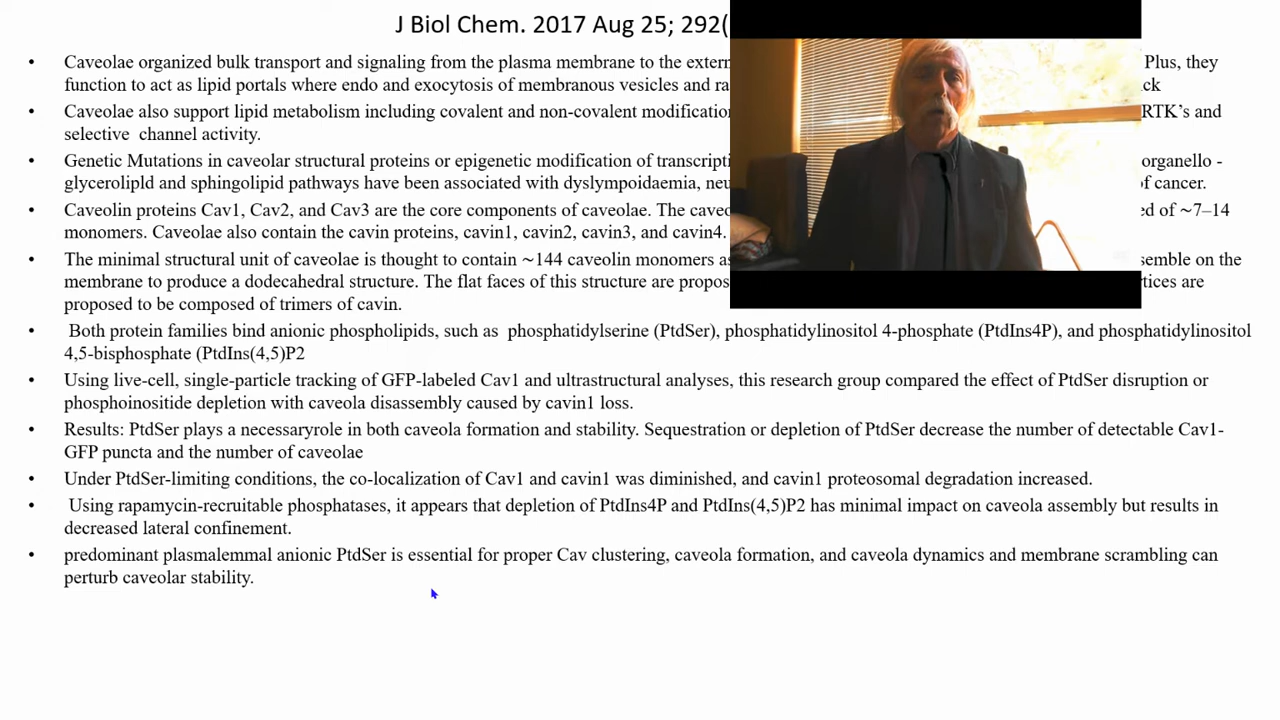 J Biol Chem. 2017 Aug 25; 292(
• Caveolae organized bulk transport and signaling from the plasma membrane to the extern Plus, they
function to act as lipid portals where endo and exocytosis of membranous vesicles and ra ck
• Caveolae also support lipid metabolism including covalent and non-covalent modification RTK's and
selective channel activity.
• Genetic Mutations in caveolar structural proteins or epigenetic modification of transcripti organello -
glycerolipld and sphingolipid pathways have been associated with dyslympoidaemia, neu of cancer.
• Caveolin proteins Cav1, Cav2, and Cav3 are the core components of caveolae. The caveo ed of ∼7–14
monomers. Caveolae also contain the cavin proteins, cavin1, cavin2, cavin3, and cavin4.
• The minimal structural unit of caveolae is thought to contain ∼144 caveolin monomers as semble on the
membrane to produce a dodecahedral structure. The flat faces of this structure are propos tices are
proposed to be composed of trimers of cavin.
• Both protein families bind anionic phospholipids, such as phosphatidylserine (PtdSer), phosphatidylinositol 4-phosphate (PtdIns4P), and phosphatidylinositol
4,5-bisphosphate (PtdIns(4,5)P2
• Using live-cell, single-particle tracking of GFP-labeled Cav1 and ultrastructural analyses, this research group compared the effect of PtdSer disruption or
phosphoinositide depletion with caveola disassembly caused by cavin1 loss.
• Results: PtdSer plays a necessaryrole in both caveola formation and stability. Sequestration or depletion of PtdSer decrease the number of detectable Cav1-
GFP puncta and the number of caveolae
• Under PtdSer-limiting conditions, the co-localization of Cav1 and cavin1 was diminished, and cavin1 proteosomal degradation increased.
• Using rapamycin-recruitable phosphatases, it appears that depletion of PtdIns4P and PtdIns(4,5)P2 has minimal impact on caveola assembly but results in
decreased lateral confinement.
• predominant plasmalemmal anionic PtdSer is essential for proper Cav clustering, caveola formation, and caveola dynamics and membrane scrambling can
perturb caveolar stability.